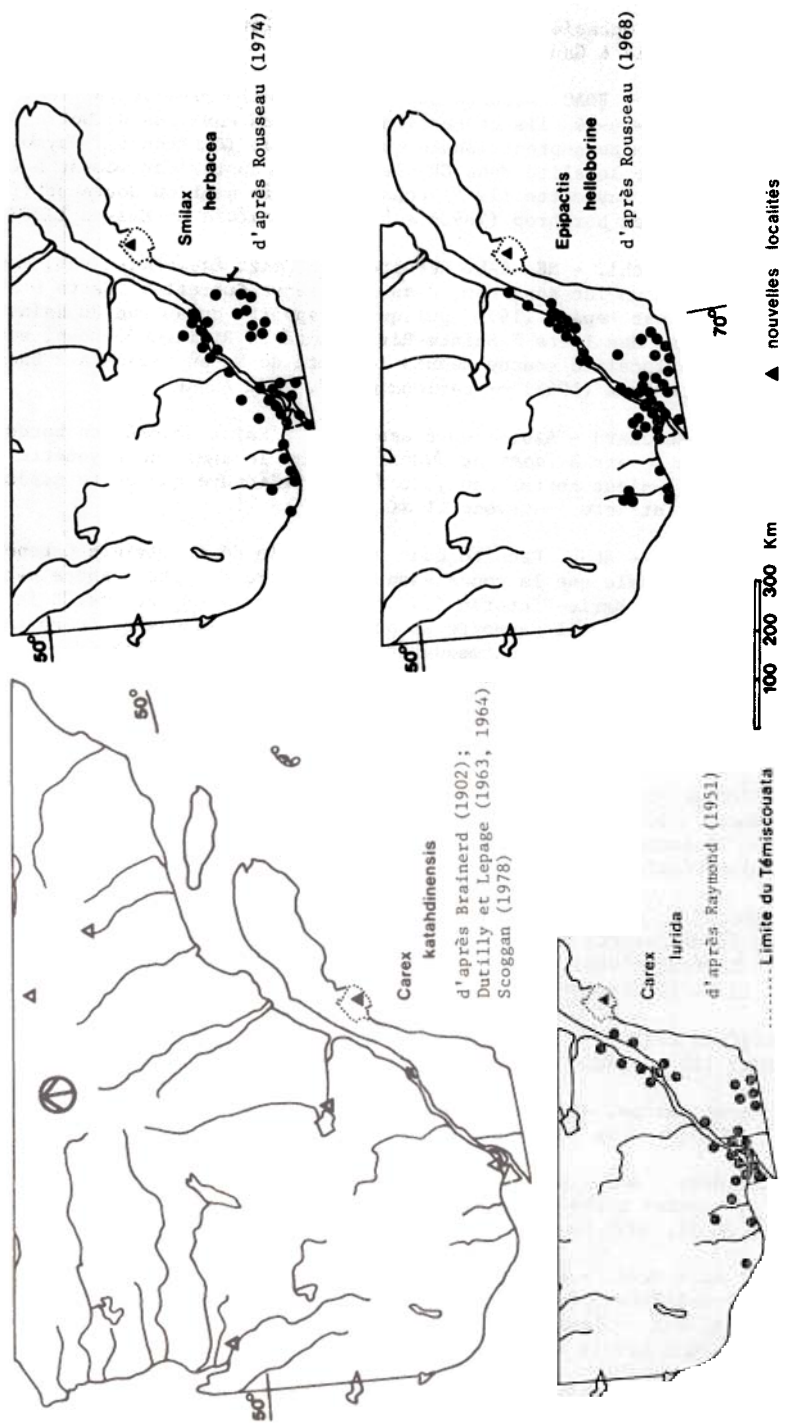 50°
50°
Carex
katahdinensis
d'après Brainerd (1902);
Dutilly et Lepage (1963, 1964)
Scoggan (1978)
50°
Smilax
herbacea
d'après Rousseau (1974)
Carex
lurida
d'après Raymond (1951)
Limite du Témiscouata
50°
Epipactis
helleborine
d'après Rousseau (1968)
70°
100 200 300 Km
▲ nouvelles localités